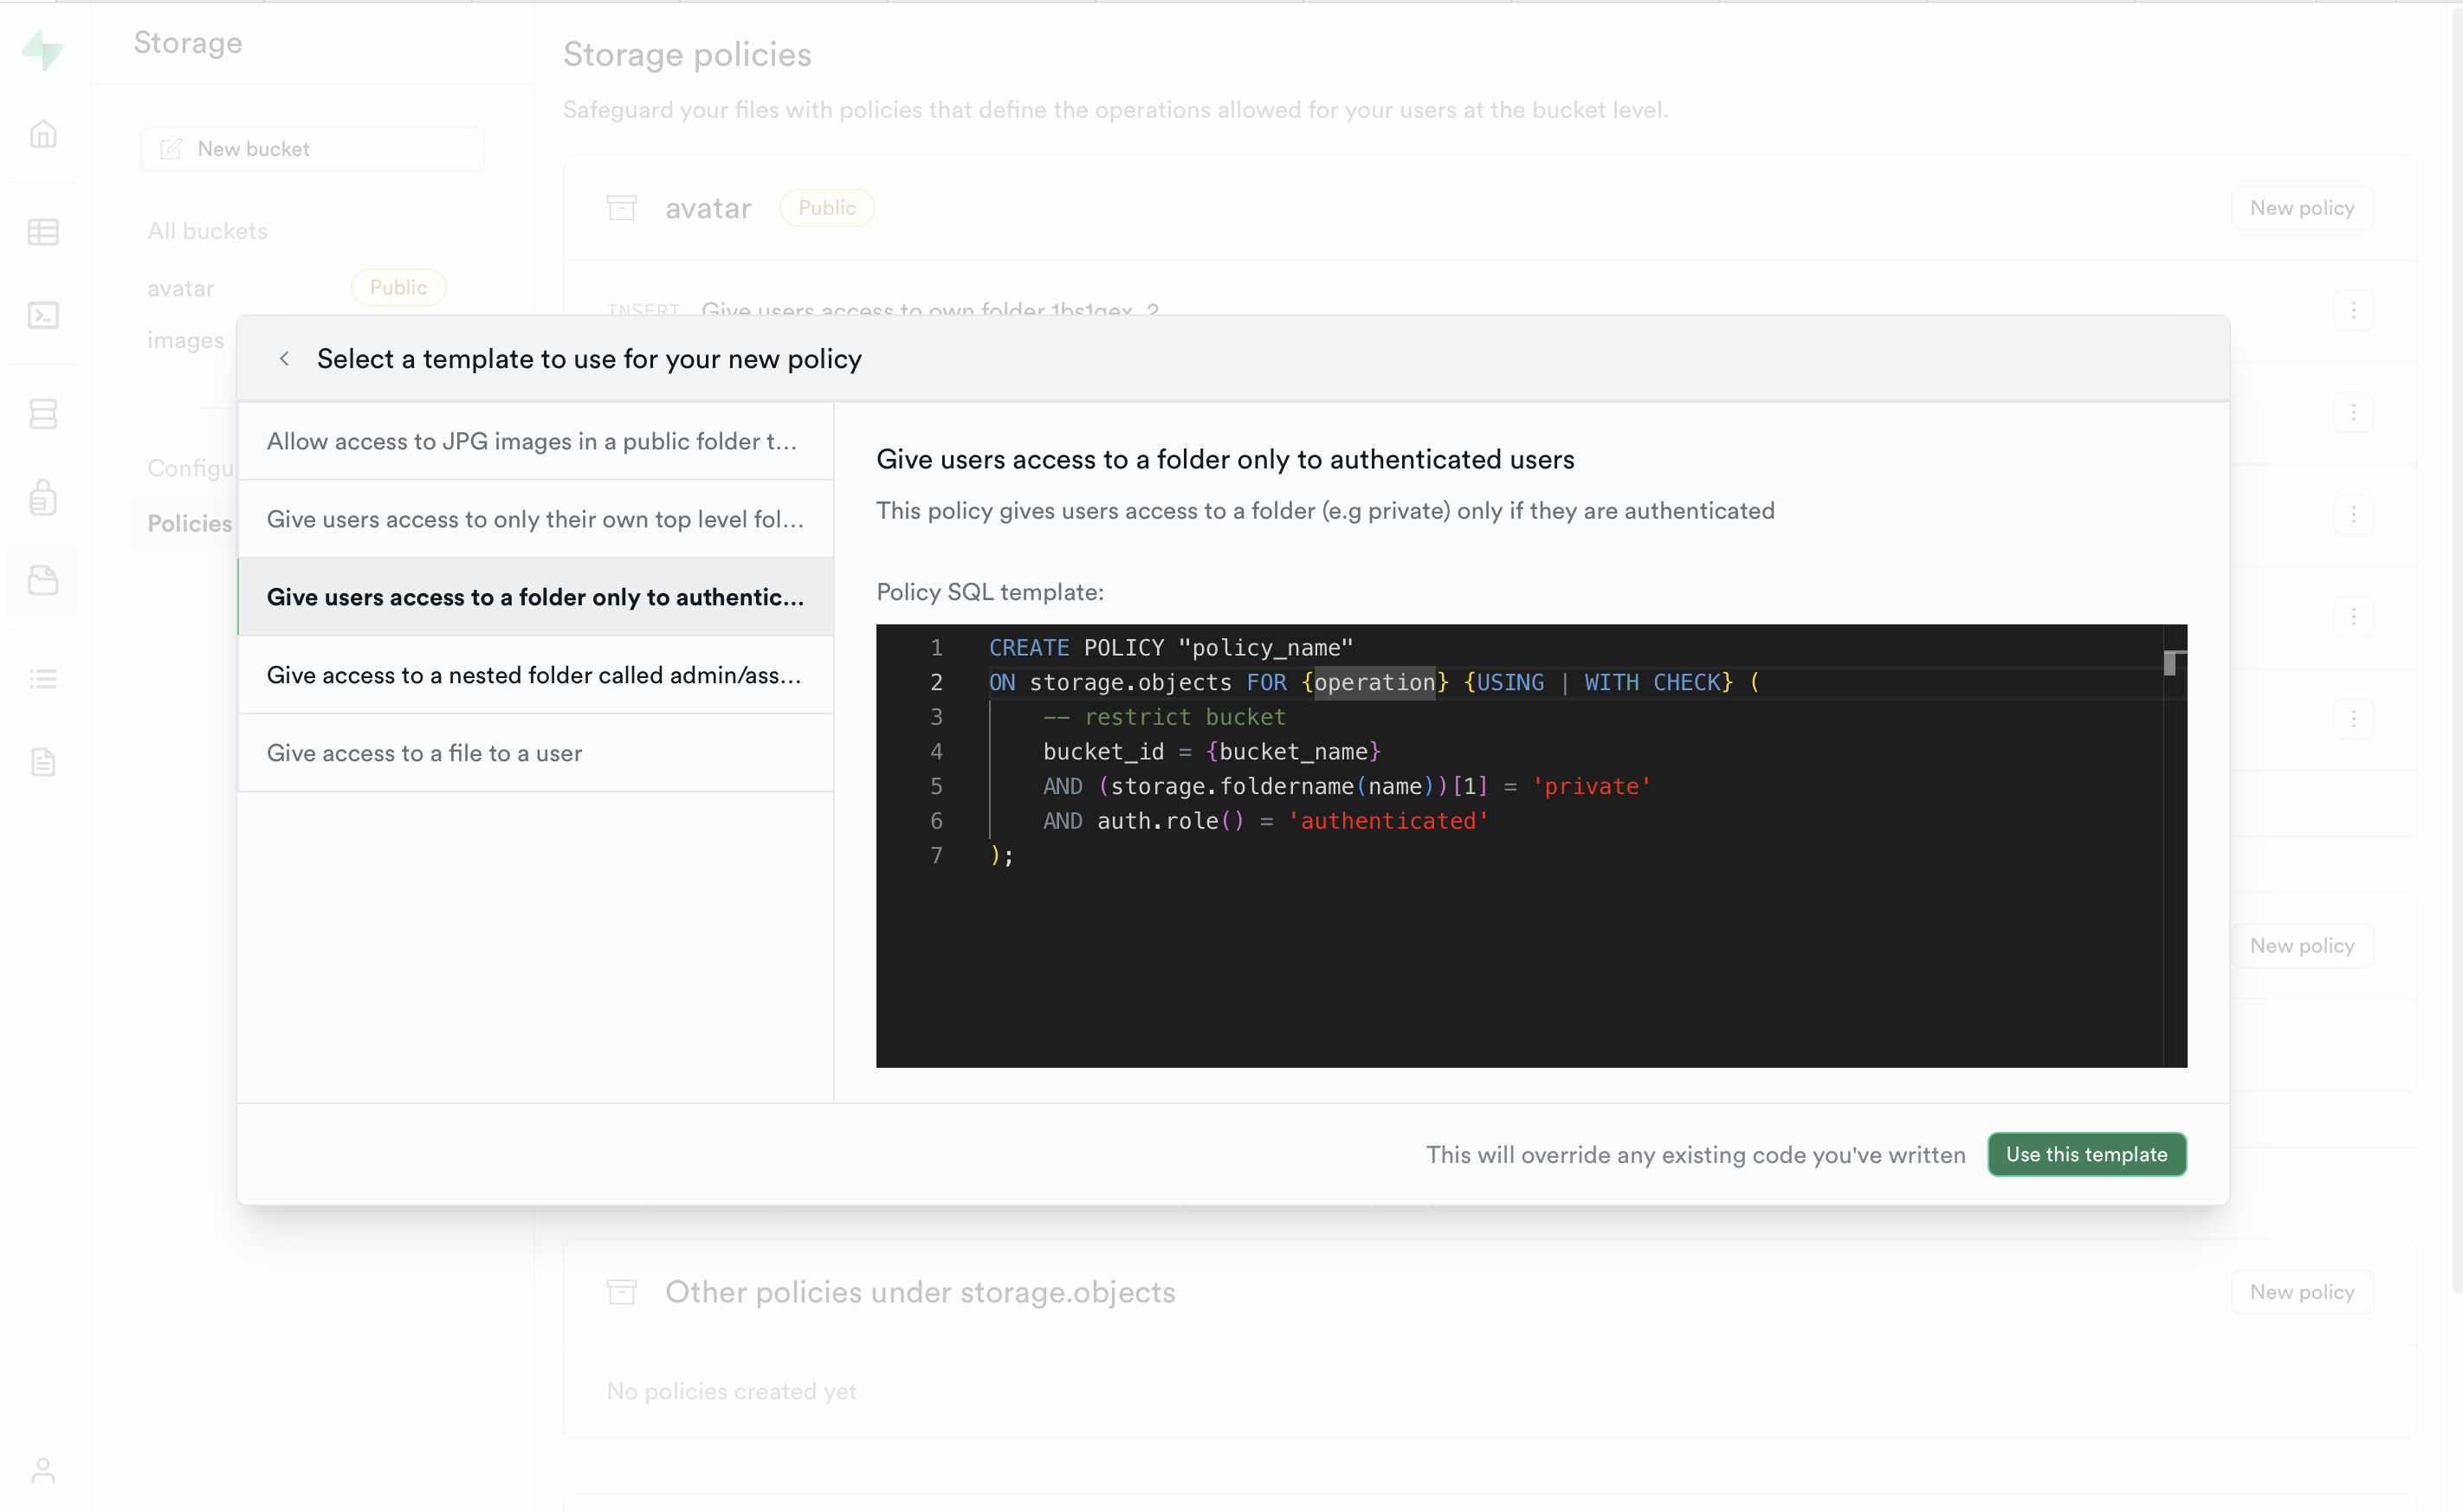 Storage
New bucket
All buckets
avatar
Public
images
Policies
Storage policies
Safeguard your files with policies that define the operations allowed for your users at the bucket level.
avatar
Public
New policy
INSERT
Give users access to own folder 1bs1qex_2
Select a template to use for your new policy
Allow access to JPG images in a public folder t...
Give users access to only their own top level fol...
Give users access to a folder only to authentic...
Give access to a nested folder called admin/ass...
Give access to a file to a user
Give users access to a folder only to authenticated users
This policy gives users access to a folder (e.g private) only if they are authenticated
Policy SQL template:
1 CREATE POLICY "policy_name"
2 ON storage.objects FOR {operation} {USING | WITH CHECK} (
3 -- restrict bucket
4 bucket_id = {bucket_name}
5 AND (storage.foldername(name))[1] = 'private'
6 AND auth.role() = 'authenticated'
7 );
This will override any existing code you've written
Use this template
New policy
Other policies under storage.objects
New policy
No policies created yet